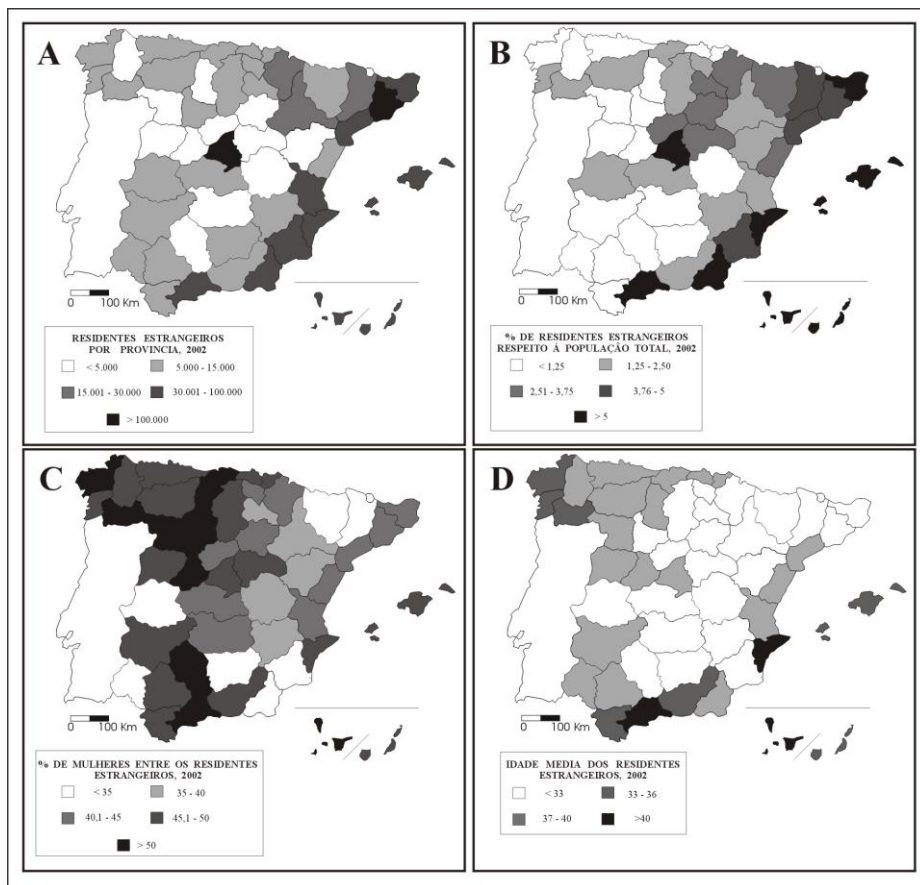 A
0 100 Km
RESIDENTES ESTRANGEIROS
POR PROVINCIA, 2002
< 5.000 5.000 - 15.000
15.001 - 30.000 30.001 - 100.000
> 100.000
B
0 100 Km
% DE RESIDENTES ESTRANGEIROS
RESPEITO À POPULAÇÃO TOTAL, 2002
< 1,25 1,25 - 2,50
2,51 - 3,75 3,76 - 5
> 5
C
0 100 Km
% DE MULHERES ENTRE OS RESIDENTES
ESTRANGEIROS, 2002
< 35 35 - 40
40,1 - 45 45,1 - 50
> 50
D
0 100 Km
IDADE MEDIA DOS RESIDENTES
ESTRANGEIROS, 2002
< 33 33 - 36
37 - 40 >40